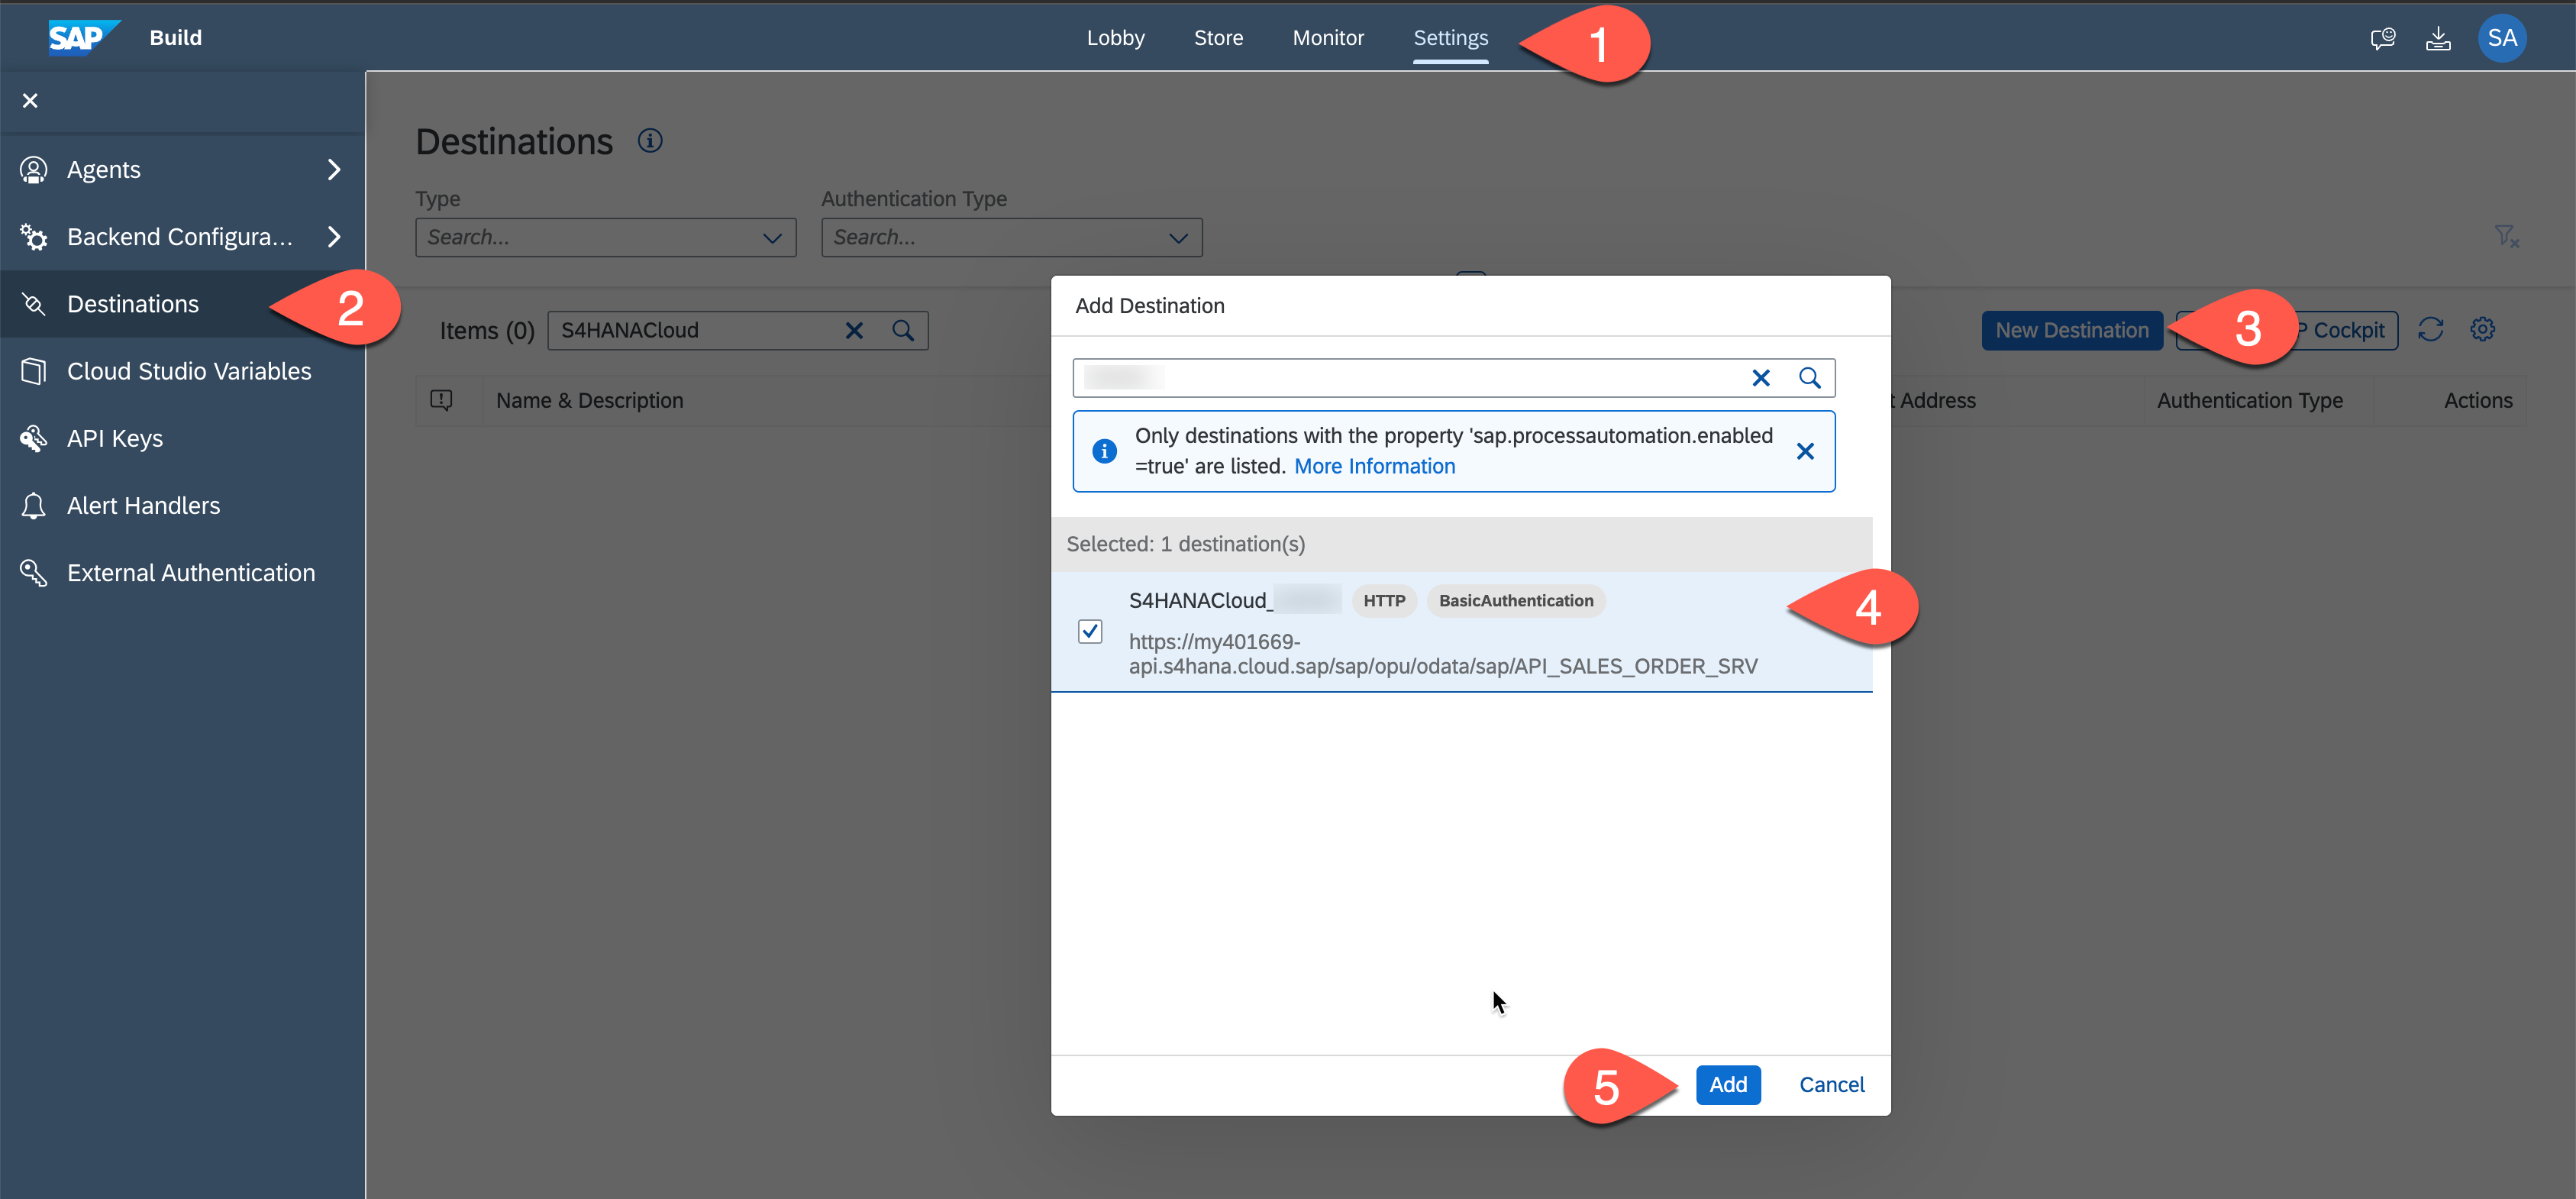 SAP Build Lobby Store Monitor Settings 1 SA
Agents
Backend Configura...
Destinations 2
Cloud Studio Variables
API Keys
Alert Handlers
External Authentication
Destinations
Type Authentication Type
Search... Search...
Items (0) S4HANACloud New Destination 3 P Cockpit
Name & Description t Address Authentication Type Actions
Add Destination
Only destinations with the property 'sap.processautomation.enabled
=true' are listed. More Information
Selected: 1 destination(s)
S4HANACloud_ HTTP BasicAuthentication 4
https://my401669-
api.s4hana.cloud.sap/sap/opu/odata/sap/API_SALES_ORDER_SRV
5 Add Cancel